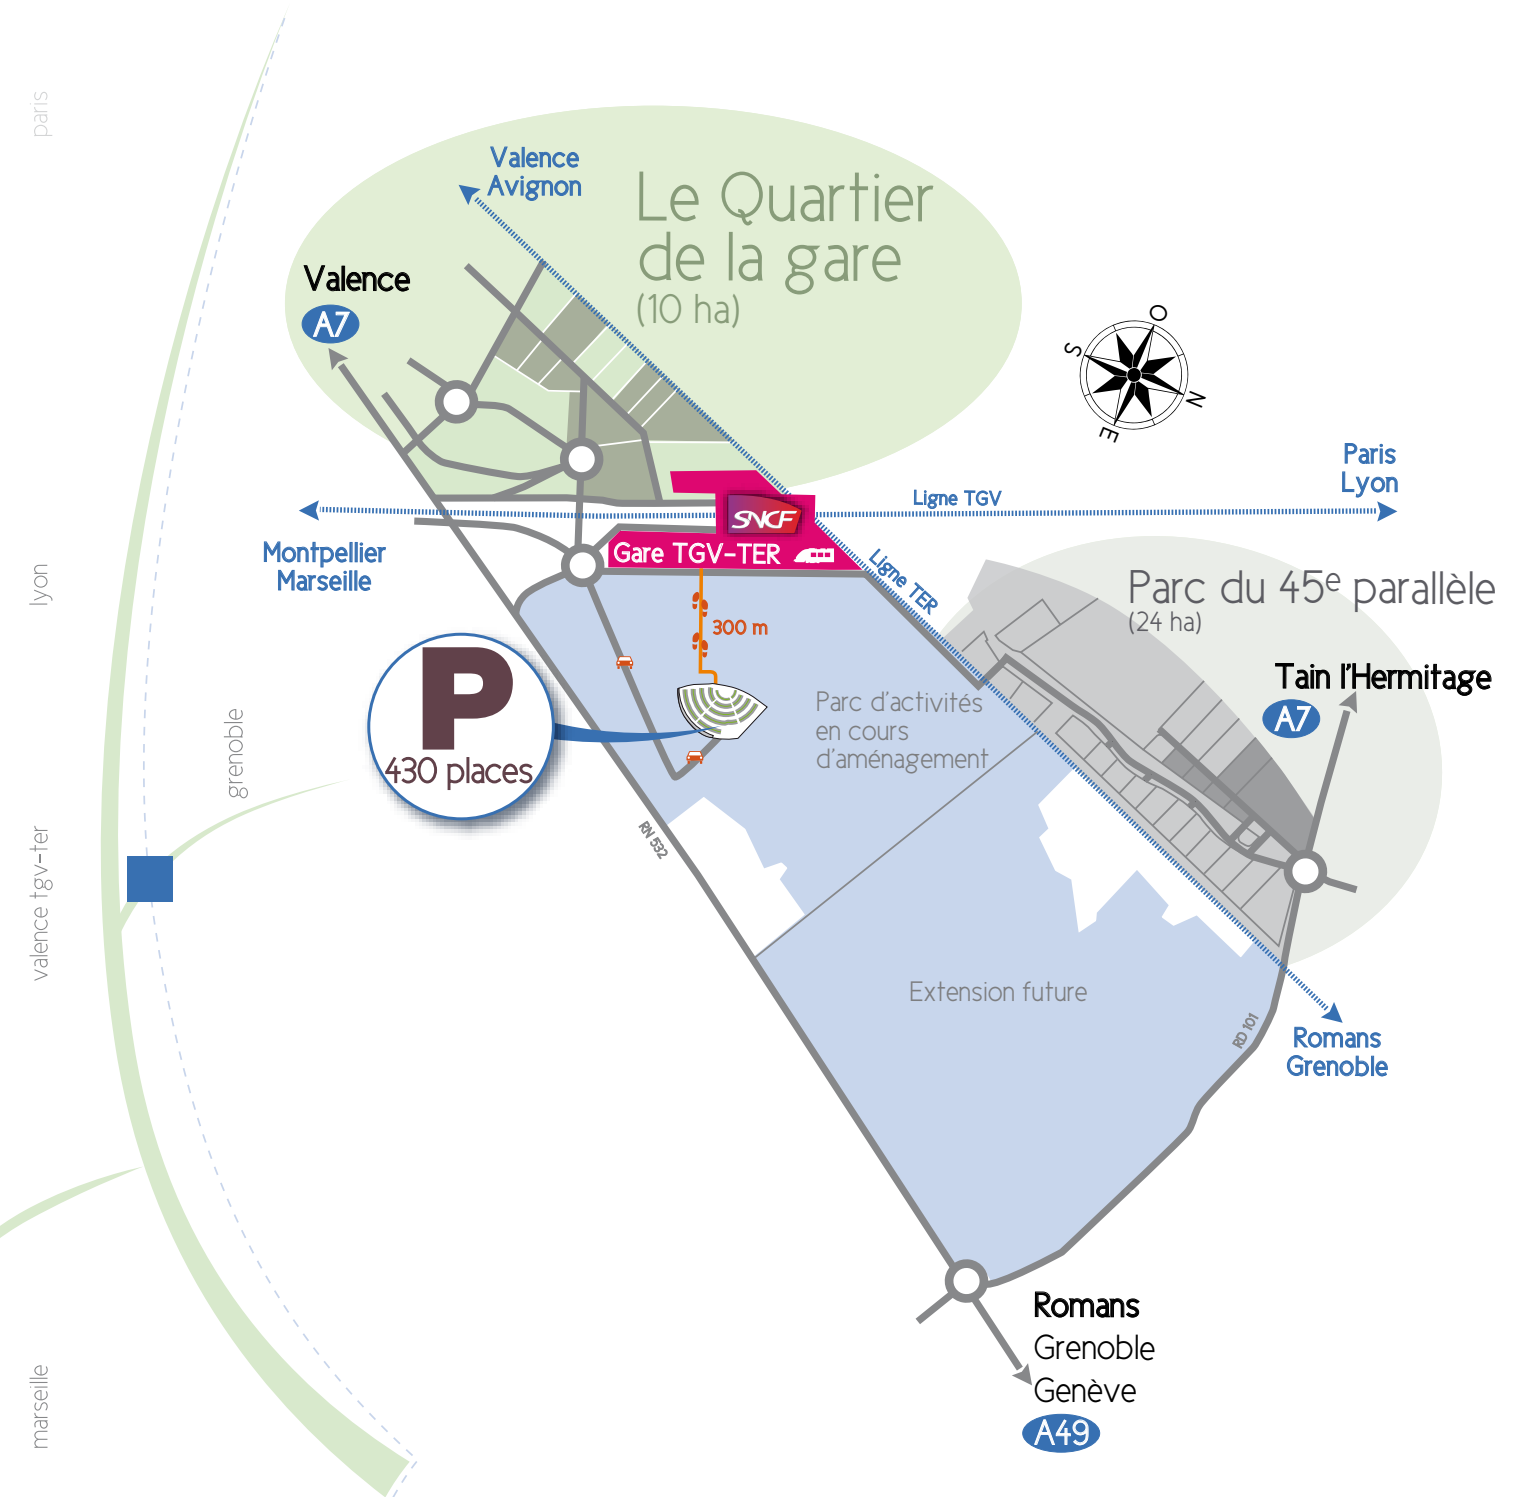 paris
lyon
grenoble
valence tgv-ter
marseille
Valence
Avignon
Le Quartier
de la gare
(10 ha)
Valence
A7
O
S
N
E
Paris
Lyon
Ligne TGV
SNCF
Gare TGV-TER
Montpellier
Marseille
Ligne TER
Parc du 45e parallèle
(24 ha)
300 m
Tain l'Hermitage
A7
P
430 places
Parc d'activités
en cours
d'aménagement
RN 532
Extension future
RD 101
Romans
Grenoble
Romans
Grenoble
Genève
A49